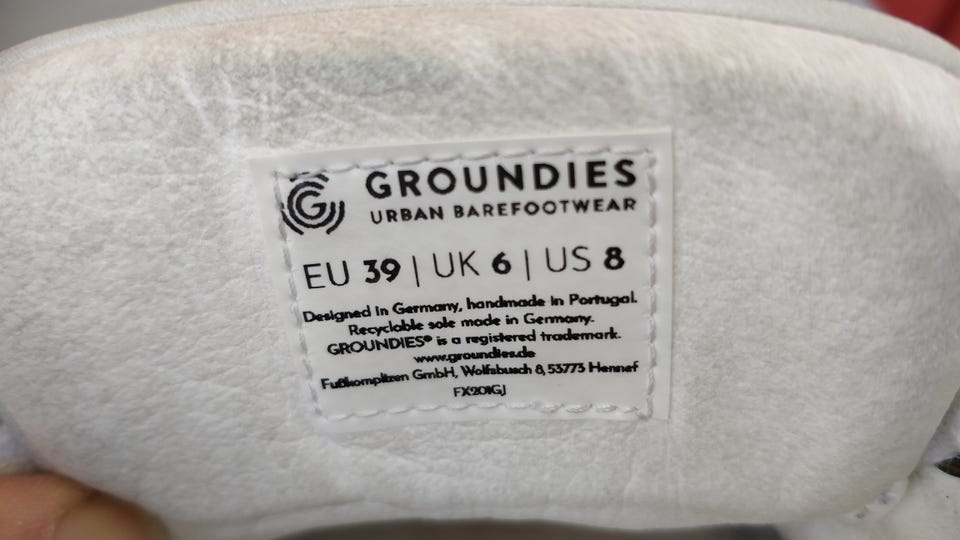 G GROUNDIES
URBAN BAREFOOTWEAR
EU 39 | UK 6 | US 8
Designed in Germany, handmade in Portugal.
Recyclable sole made in Germany.
GROUNDIES® is a registered trademark.
www.groundies.de
Fußkomplizen GmbH, Wolfsbusch 8, 53773 Hennef